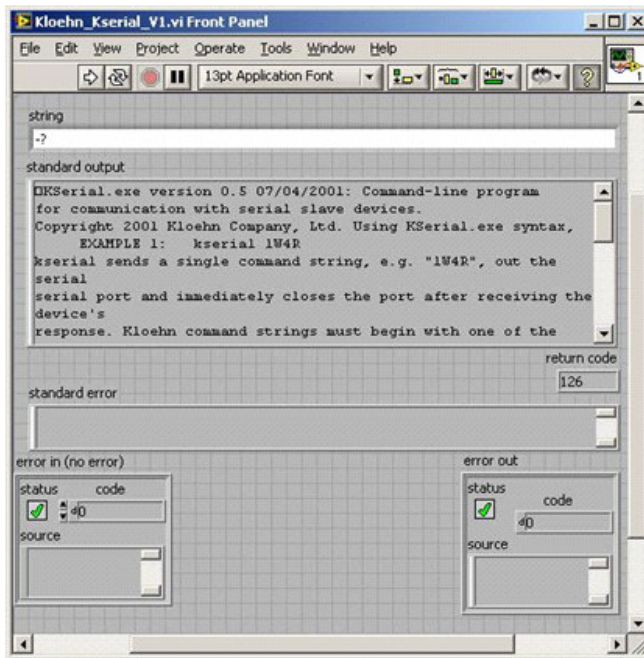 Kloehn_Kserial_V1.vi Front Panel
File Edit View Project Operate Tools Window Help
13pt Application Font
1
string
-?
standard output
KSerial.exe version 0.5 07/04/2001: Command-line program
for communication with serial slave devices.
Copyright 2001 Kloehn Company, Ltd. Using KSerial.exe syntax,
EXAMPLE 1: kserial 1W4R
kserial sends a single command string, e.g. "1W4R", out the
serial
serial port and immediately closes the port after receiving the
device's
response. Kloehn command strings must begin with one of the
return code
126
standard error
error in (no error)
status code
d0
source
error out
status
code
d0
source